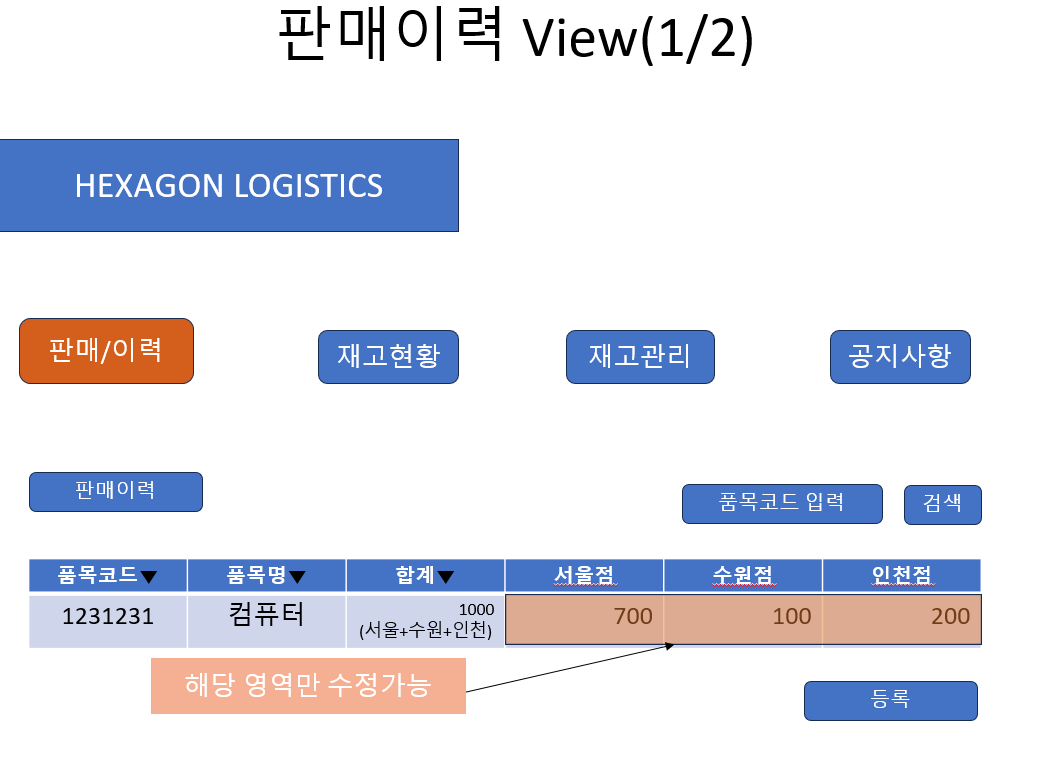 판매이력 View(1/2)
HEXAGON LOGISTICS
판매/이력
재고현황
재고관리
공지사항
판매이력
품목코드 입력
검색
품목코드▼ 품목명▼ 합계▼ 서울점 수원점 인천점
1231231 컴퓨터 1000 700 100 200
(서울+수원+인천)
해당 영역만 수정가능
등록